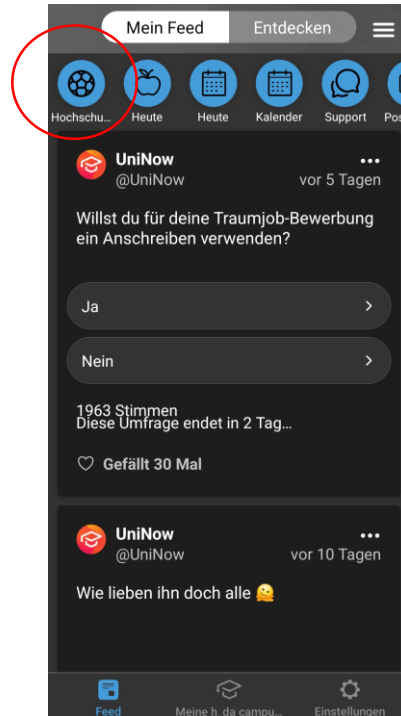 Mein Feed
Entdecken
Hochschu...
Heute
Heute
Kalender
Support
Pos
UniNow
@UniNow
vor 5 Tagen
Willst du für deine Traumjob-Bewerbung
ein Anschreiben verwenden?
Ja
Nein
1963 Stimmen
Diese Umfrage endet in 2 Tag...
Gefällt 30 Mal
UniNow
@UniNow
vor 10 Tagen
Wie lieben ihn doch alle 🫠
Feed
Meine h_da campu...
Einstellungen